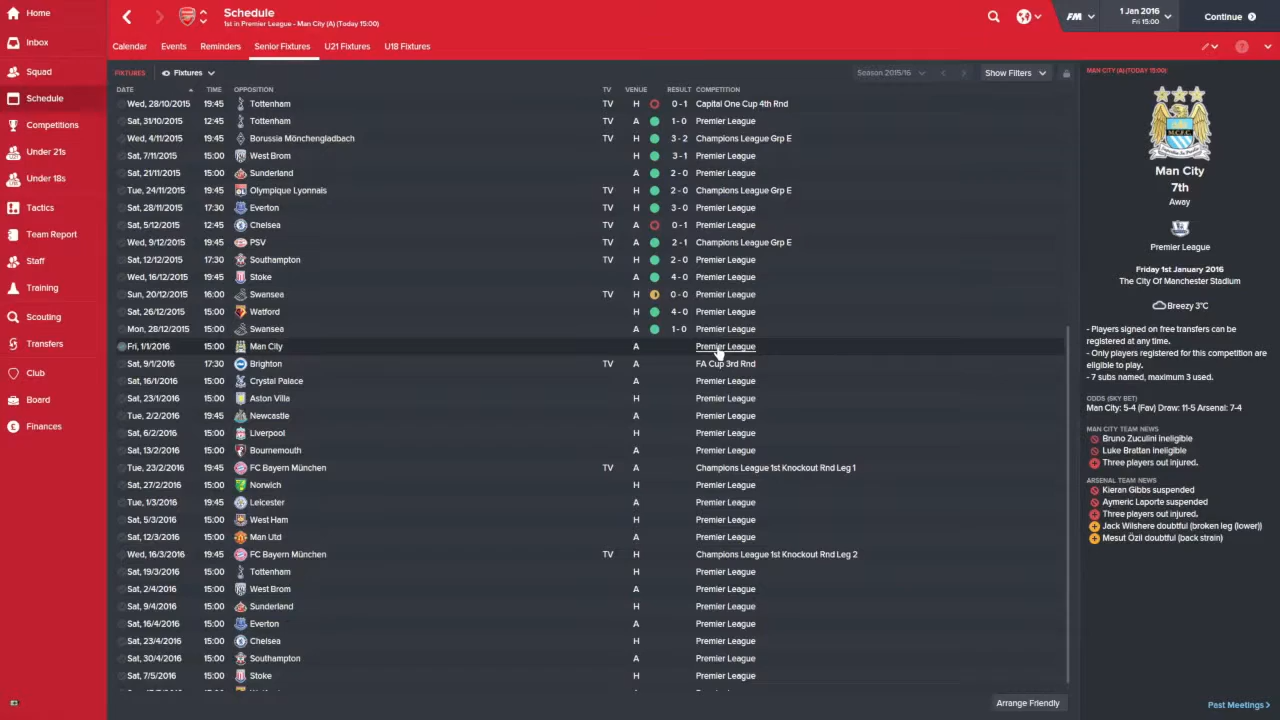 Home
Inbox
Squad
Schedule
Competitions
Under 21s
Under 18s
Tactics
Team Report
Staff
Training
Scouting
Transfers
Club
Board
Finances
Schedule
1st in Premier League - Man City (A) (Today 15:00)
FM
1 Jan 2016
Fri 15:00
Continue
Calendar Events Reminders Senior Fixtures U21 Fixtures U18 Fixtures
FIXTURES Fixtures Season 2015/16 Show Filters
DATE TIME OPPOSITION TV VENUE RESULT COMPETITION
Wed, 28/10/2015 19:45 Tottenham TV H 0-1 Capital One Cup 4th Rnd
Sat, 31/10/2015 12:45 Tottenham TV A 1-0 Premier League
Wed, 4/11/2015 19:45 Borussia Mönchengladbach TV H 3-2 Champions League Grp E
Sat, 7/11/2015 15:00 West Brom H 3-1 Premier League
Sat, 21/11/2015 15:00 Sunderland A 2-0 Premier League
Tue, 24/11/2015 19:45 Olympique Lyonnais TV H 2-0 Champions League Grp E
Sat, 28/11/2015 17:30 Everton TV H 3-0 Premier League
Sat, 5/12/2015 12:45 Chelsea TV A 0-1 Premier League
Wed, 9/12/2015 19:45 PSV TV A 2-1 Champions League Grp E
Sat, 12/12/2015 17:30 Southampton TV H 2-0 Premier League
Wed, 16/12/2015 19:45 Stoke A 4-0 Premier League
Sun, 20/12/2015 16:00 Swansea TV H 0-0 Premier League
Sat, 26/12/2015 15:00 Watford H 4-0 Premier League
Mon, 28/12/2015 15:00 Swansea A 1-0 Premier League
Fri, 1/1/2016 15:00 Man City A Premier League
Sat, 9/1/2016 17:30 Brighton TV A FA Cup 3rd Rnd
Sat, 16/1/2016 15:00 Crystal Palace A Premier League
Sat, 23/1/2016 15:00 Aston Villa H Premier League
Tue, 2/2/2016 19:45 Newcastle A Premier League
Sat, 6/2/2016 15:00 Liverpool H Premier League
Sat, 13/2/2016 15:00 Bournemouth A Premier League
Tue, 23/2/2016 19:45 FC Bayern München TV A Champions League 1st Knockout Rnd Leg 1
Sat, 27/2/2016 15:00 Norwich H Premier League
Tue, 1/3/2016 19:45 Leicester A Premier League
Sat, 5/3/2016 15:00 West Ham H Premier League
Sat, 12/3/2016 15:00 Man Utd A Premier League
Wed, 16/3/2016 19:45 FC Bayern München TV H Champions League 1st Knockout Rnd Leg 2
Sat, 19/3/2016 15:00 Tottenham H Premier League
Sat, 2/4/2016 15:00 West Brom A Premier League
Sat, 9/4/2016 15:00 Sunderland H Premier League
Sat, 16/4/2016 15:00 Everton A Premier League
Sat, 23/4/2016 15:00 Chelsea H Premier League
Sat, 30/4/2016 15:00 Southampton A Premier League
Sat, 7/5/2016 15:00 Stoke H Premier League
Arrange Friendly
MAN CITY (A) (TODAY 15:00)
M.C.F.C
Man City
7th
Away
Premier League
Friday 1st January 2016
The City Of Manchester Stadium
Breezy 3°C
- Players signed on free transfers can be
registered at any time.
- Only players registered for this competition are
eligible to play.
- 7 subs named, maximum 3 used.
ODDS (SKY BET)
Man City: 5-4 (Fav) Draw: 11-5 Arsenal: 7-4
MAN CITY TEAM NEWS
Bruno Zuculini ineligible
Luke Brattan ineligible
Three players out injured.
ARSENAL TEAM NEWS
Kieran Gibbs suspended
Aymeric Laporte suspended
Three players out injured.
Jack Wilshere doubtful (broken leg (lower))
Mesut Özil doubtful (back strain)
Past Meetings >